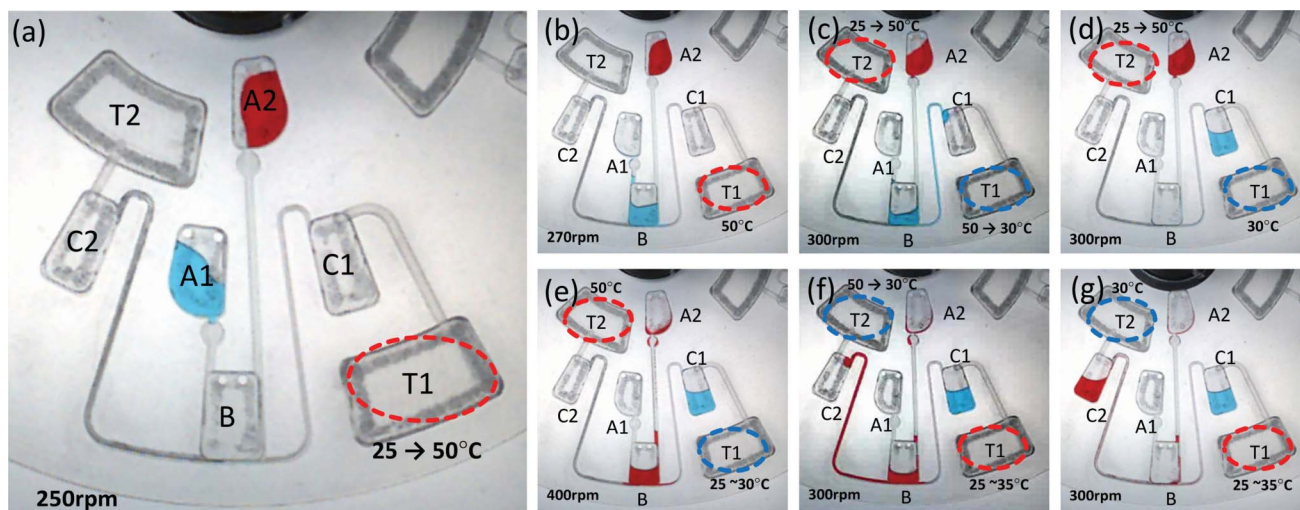 (a)
T2
A2
C2
A1
C1
B
T1
25 → 50°C
250rpm
(b)
T2
A2
C1
C2
A1
T1
50°C
270rpm
B
(c)
25 → 50°C
T2
A2
C1
C2
A1
T1
50 → 30°C
300rpm
B
(d)
25 → 50°C
T2
A2
C1
C2
A1
T1
30°C
300rpm
B
(e)
50°C
T2
A2
C1
C2
A1
T1
25 ~30°C
400rpm
B
(f)
50 → 30°C
T2
A2
C1
C2
A1
T1
25 ~35°C
300rpm
B
(g)
30°C
T2
A2
C1
C2
A1
T1
25 ~35°C
300rpm
B